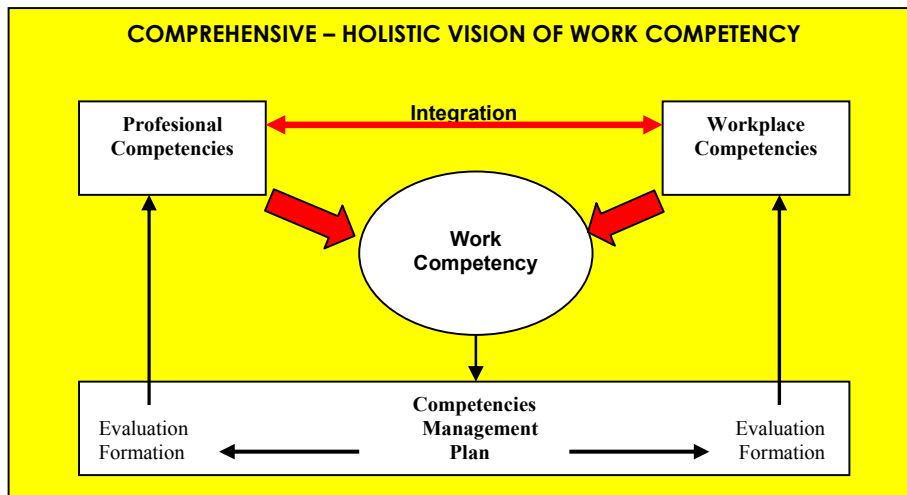 COMPREHENSIVE – HOLISTIC VISION OF WORK COMPETENCY
Integration
Profesional
Competencies
Workplace
Competencies
Work
Competency
Competencies
Management
Plan
Evaluation
Formation
Evaluation
Formation